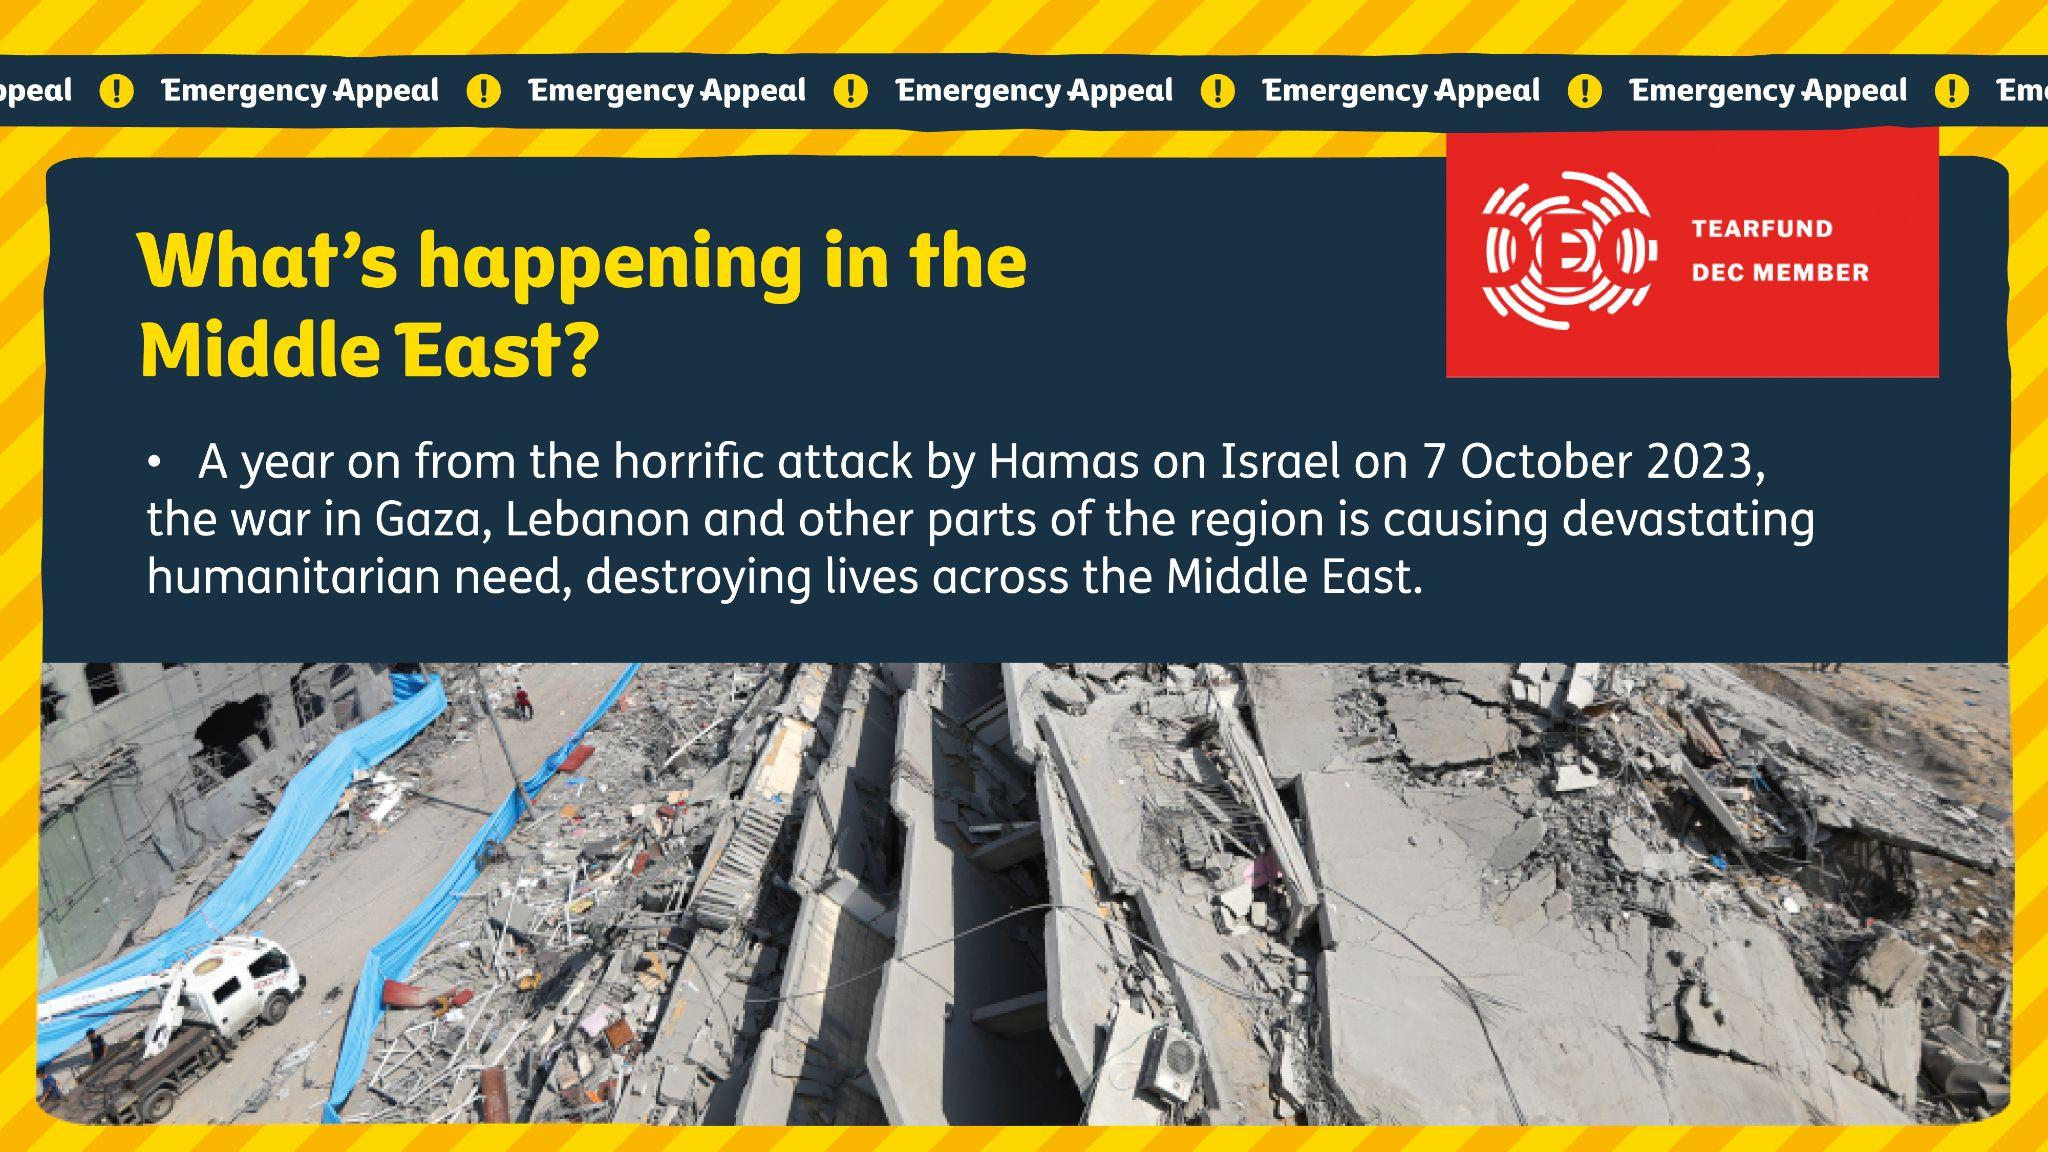 ppeal ! Emergency Appeal ! Emergency Appeal ! Emergency Appeal ! Emergency Appeal ! Emergency Appeal ! Eme
DEC
TEARFUND
DEC MEMBER
What's happening in the
Middle East?
• A year on from the horrific attack by Hamas on Israel on 7 October 2023,
the war in Gaza, Lebanon and other parts of the region is causing devastating
humanitarian need, destroying lives across the Middle East.